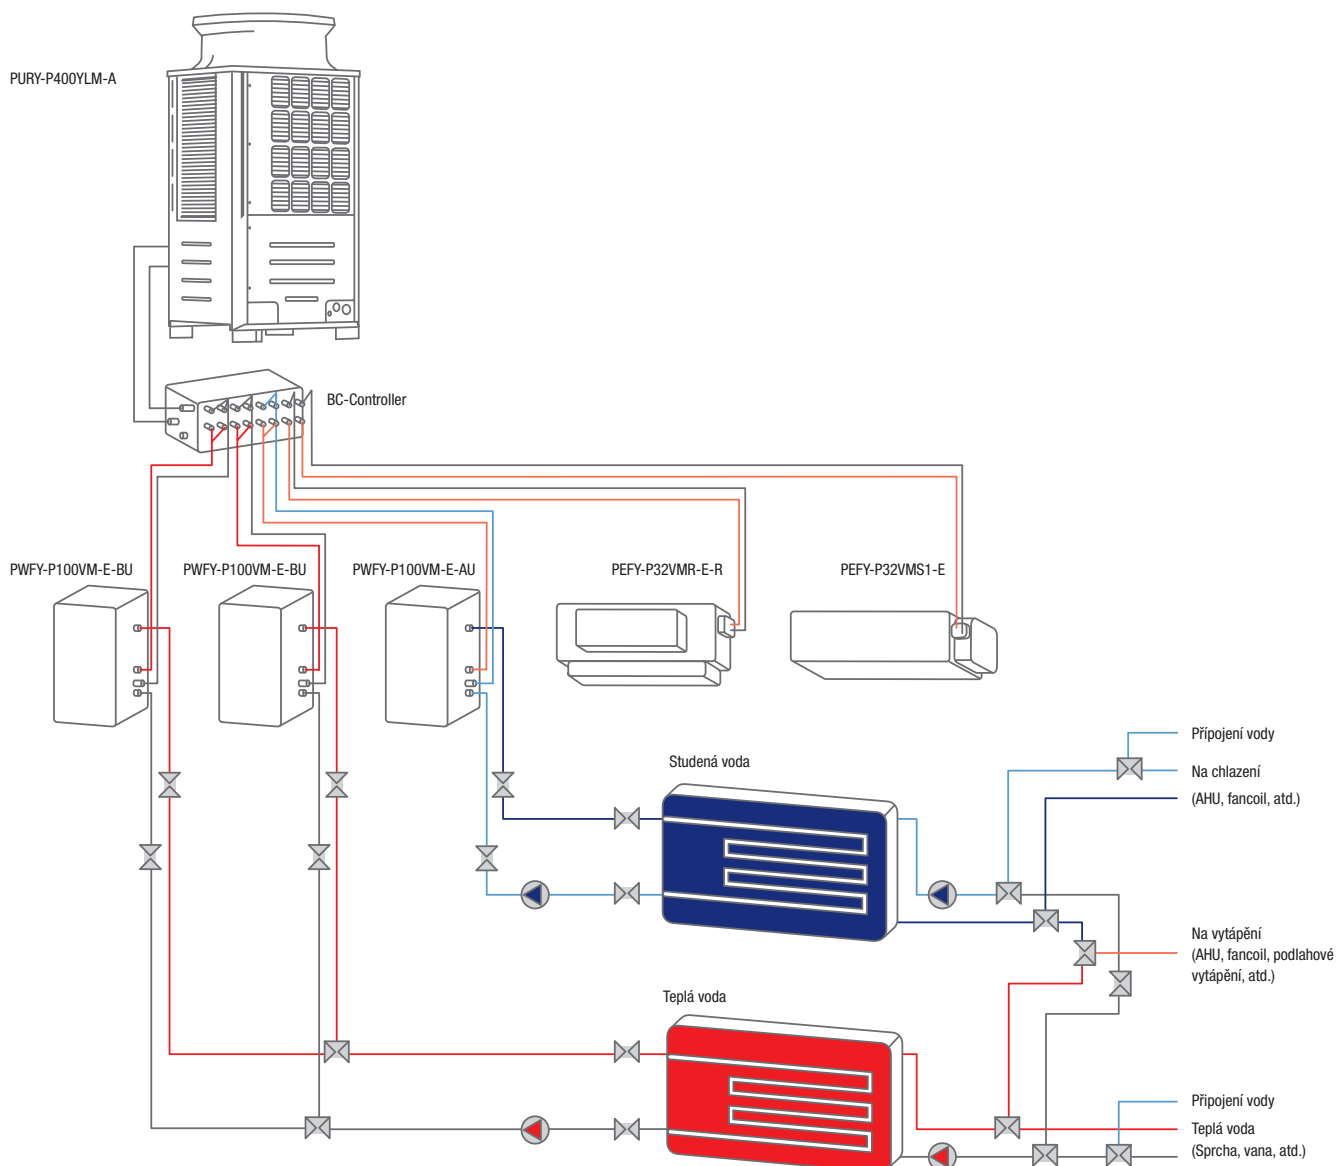 PURY-P400YLM-A
BC-Controller
PWFY-P100VM-E-BU
PWFY-P100VM-E-BU
PWFY-P100VM-E-AU
PEFY-P32VMR-E-R
PEFY-P32VMS1-E
Studená voda
Přípojení vody
Na chlazení
(AHU, fancoil, atd.)
Na vytápění
(AHU, fancoil, podlahové
vytápění, atd.)
Teplá voda
Připojení vody
Teplá voda
(Sprcha, vana, atd.)